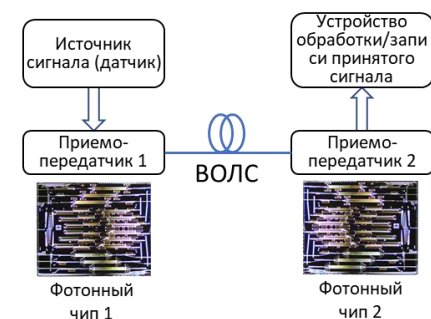 Источник
сигнала (датчик)
Устройство
обработки/запи
си принятого
сигнала
Приемо-
передатчик 1
ВОЛС
Приемо-
передатчик 2
Фотонный
чип 1
Фотонный
чип 2